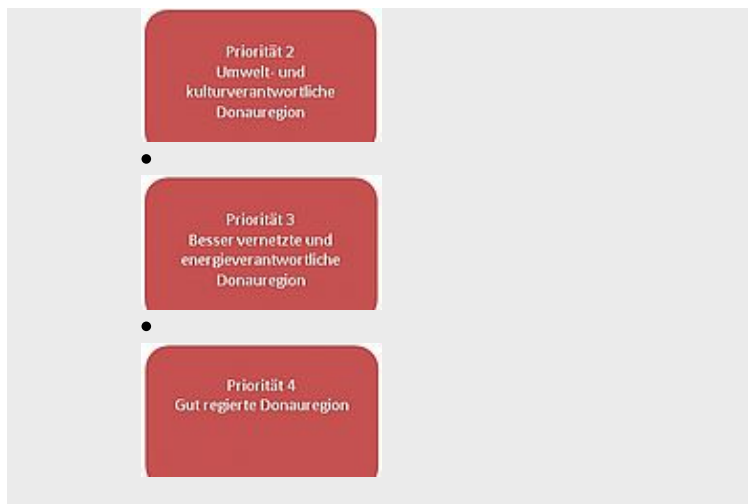 Priorität 2
Umwelt- und
kulturverantwortliche
Donauregion
Priorität 3
Besser vernetzte und
energieverantwortliche
Donauregion
Priorität 4
Gut regierte Donauregion